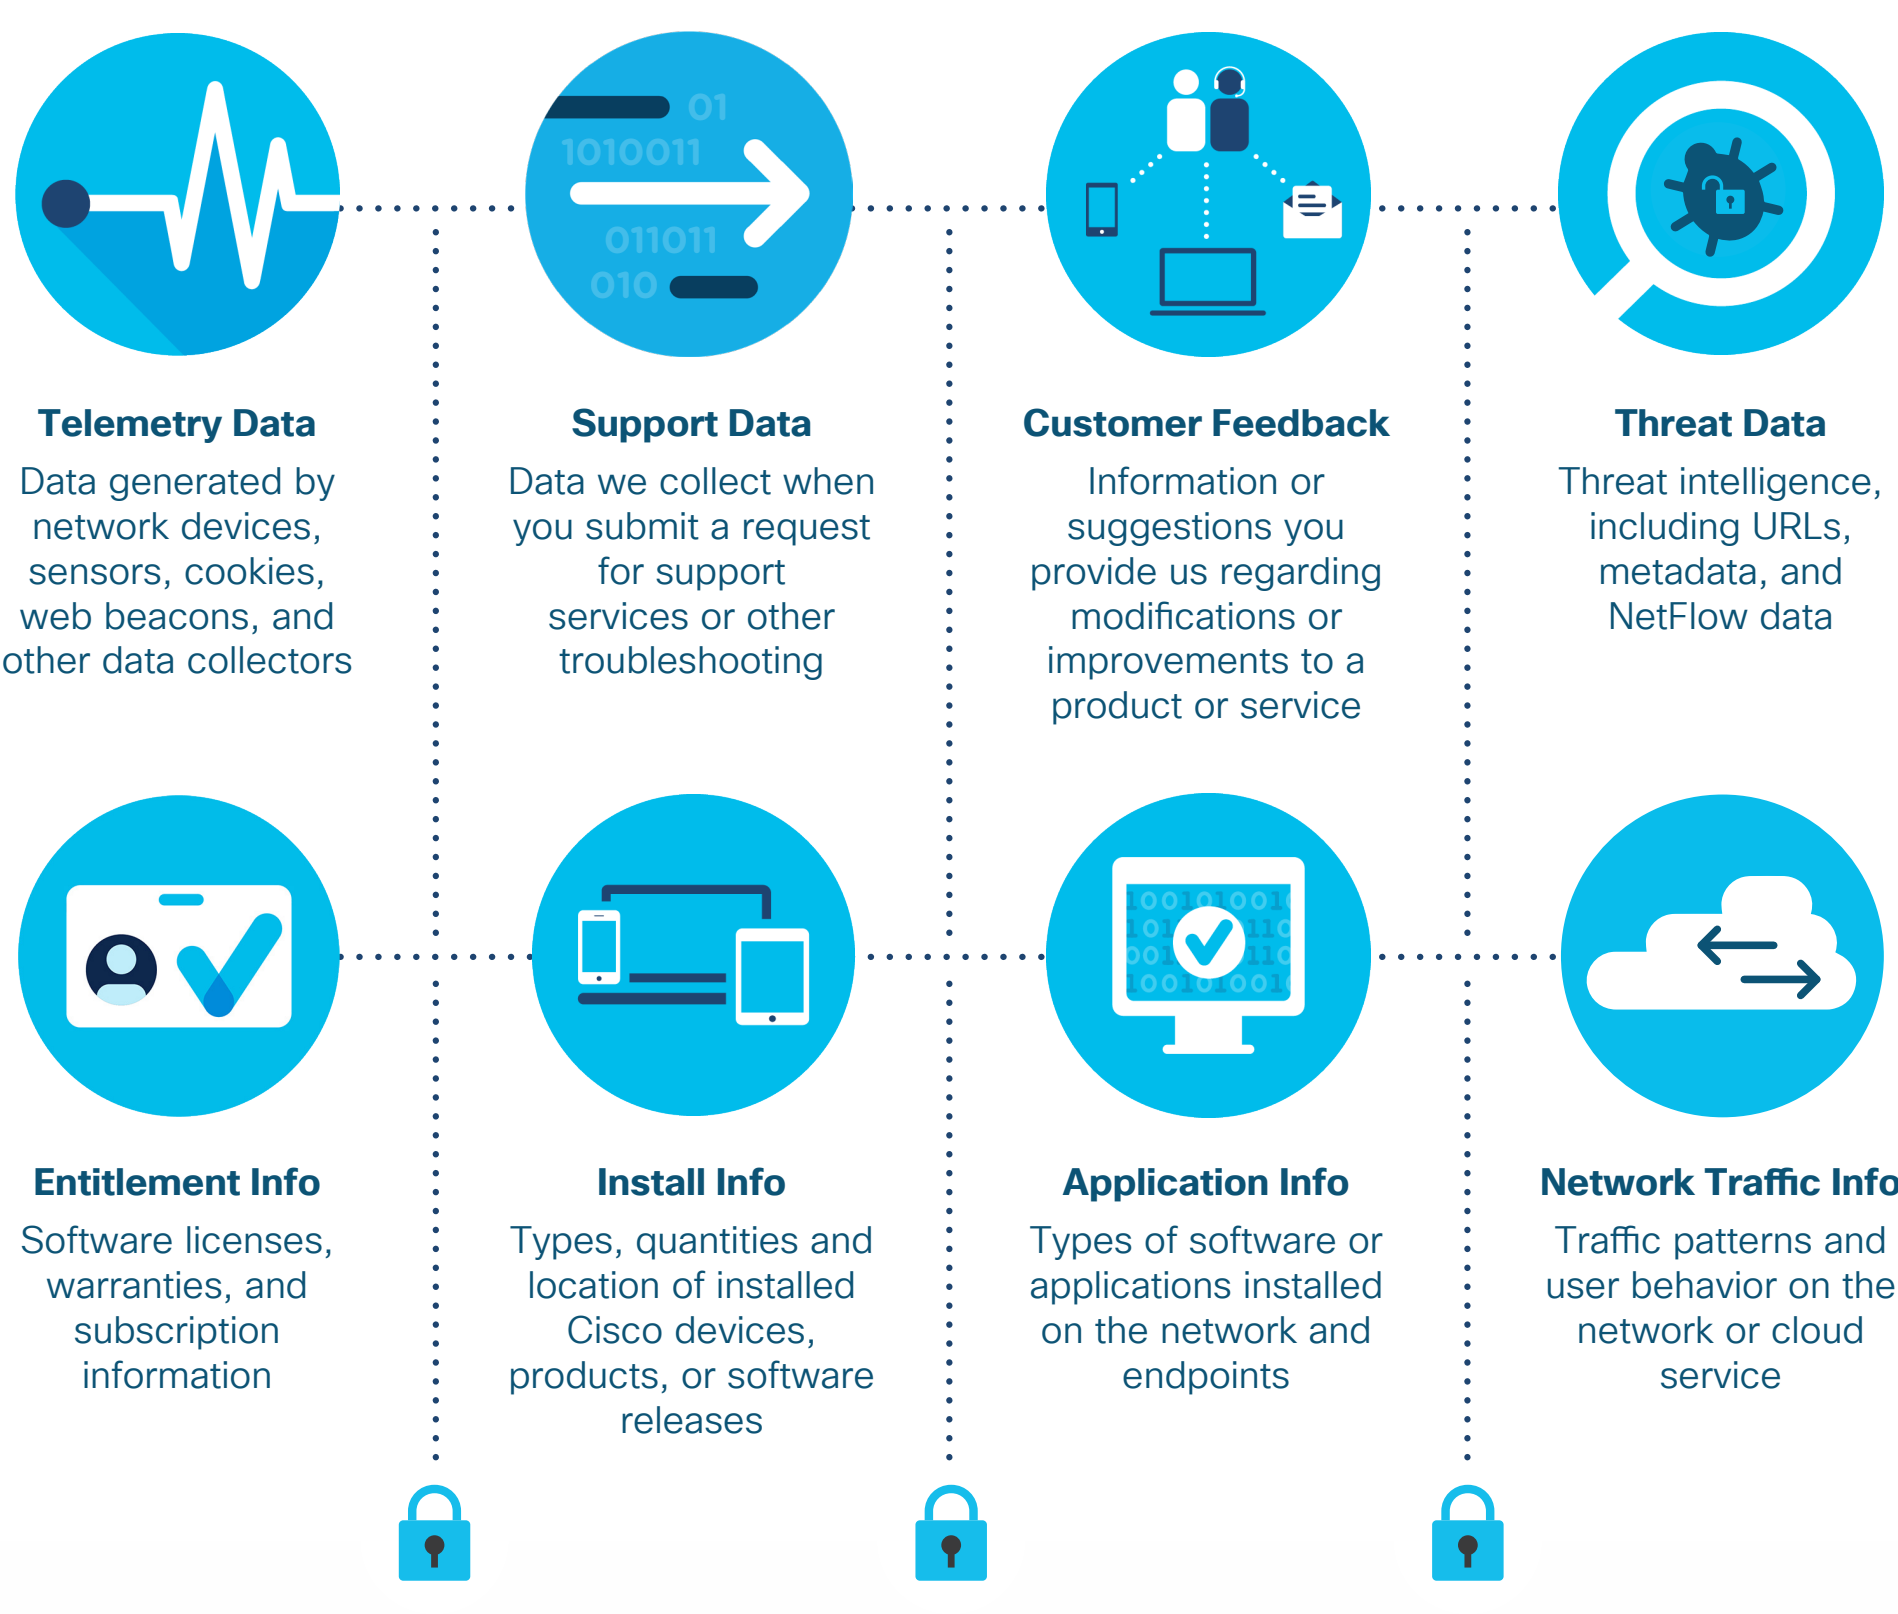 01
1010011
011011
010
Telemetry Data
Data generated by
network devices,
sensors, cookies,
web beacons, and
other data collectors
Support Data
Data we collect when
you submit a request
for support
services or other
troubleshooting
Customer Feedback
Information or
suggestions you
provide us regarding
modifications or
improvements to a
product or service
Threat Data
Threat intelligence,
including URLs,
metadata, and
NetFlow data
Entitlement Info
Software licenses,
warranties, and
subscription
information
Install Info
Types, quantities and
location of installed
Cisco devices,
products, or software
releases
Application Info
Types of software or
applications installed
on the network and
endpoints
Network Traffic Info
Traffic patterns and
user behavior on the
network or cloud
service